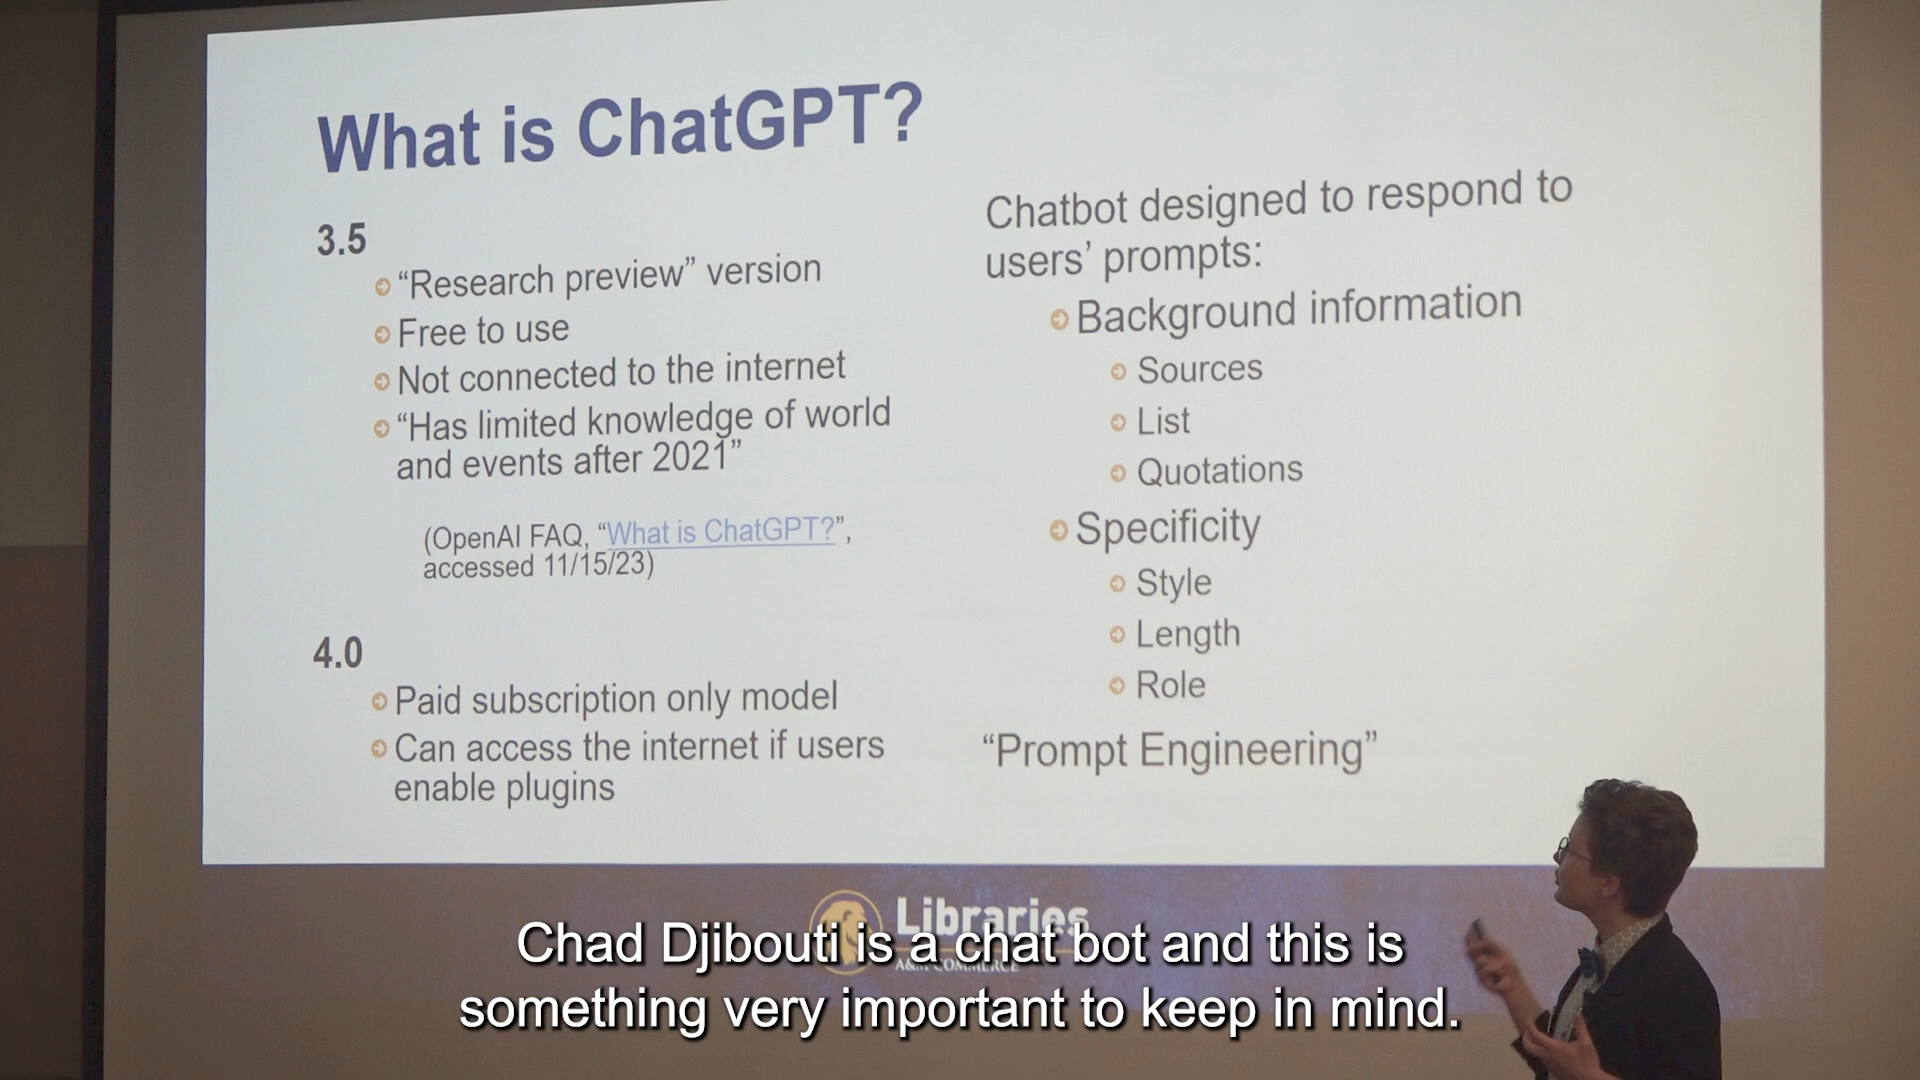 What is ChatGPT?
3.5
“Research preview” version
Free to use
Not connected to the internet
“Has limited knowledge of world
and events after 2021”
(OpenAI FAQ, “What is ChatGPT?”,
accessed 11/15/23)
4.0
Paid subscription only model
Can access the internet if users
enable plugins
Chatbot designed to respond to
users’ prompts:
Background information
Sources
List
Quotations
Specificity
Style
Length
Role
“Prompt Engineering”
Libraries
A&M-COMMERCE
Chad Djibouti is a chat bot and this is
something very important to keep in mind.